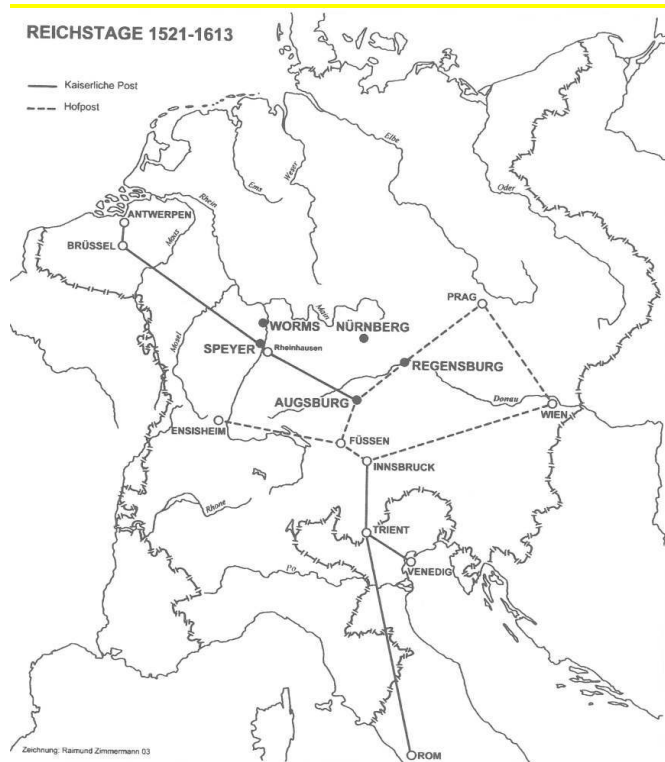 REICHSTAGE 1521-1613
Kaiserliche Post
Hofpost
Elbe
Weser
Ems
Oder
Rhein
ANTWERPEN
Maas
BRÜSSEL
Main
PRAG
WORMS
NÜRNBERG
Mosel
SPEYER
Rheinhausen
REGENSBURG
AUGSBURG
Donau
WIEN
ENSISHEIM
FÜSSEN
INNSBRUCK
Rhone
TRIENT
VENEDIG
Po
ROM
Zeichnung: Raimund Zimmermann 03